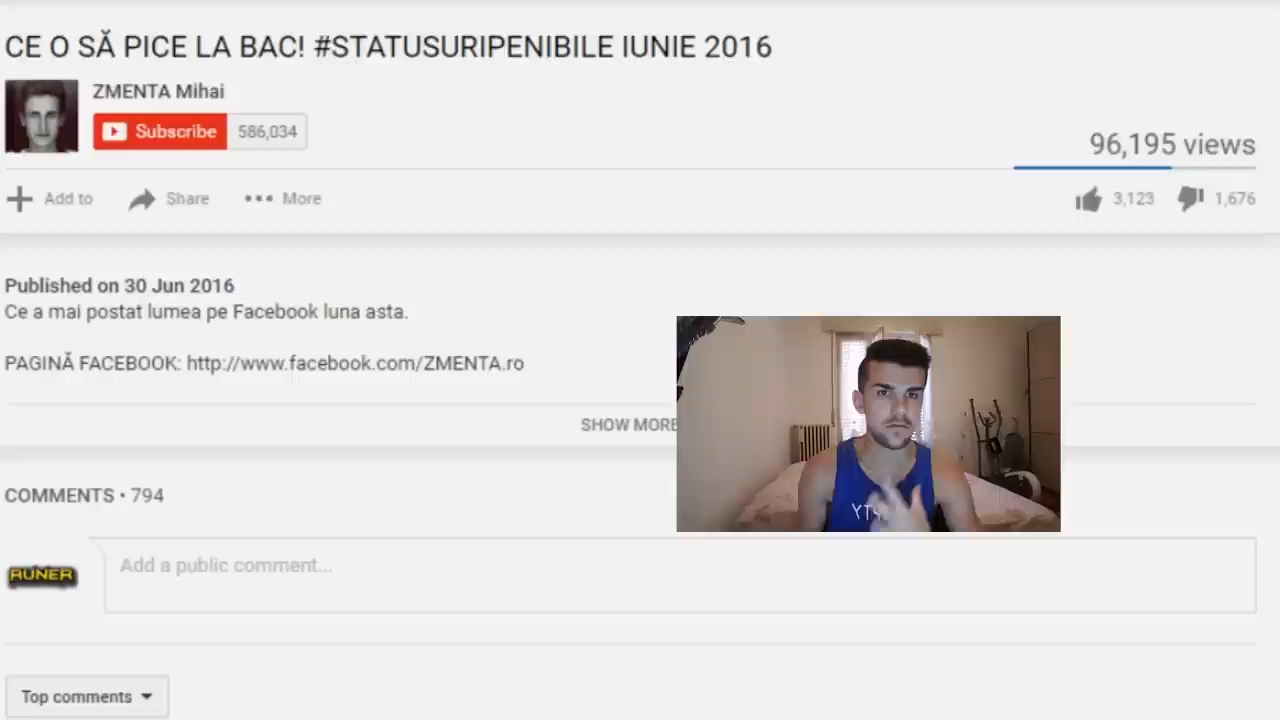 CE O SĂ PICE LA BAC! #STATUSURIPENIBILE IUNIE 2016
ZMENTA Mihai
Subscribe 586,034
96,195 views
Add to Share More 3,123 1,676
Published on 30 Jun 2016
Ce a mai postat lumea pe Facebook luna asta.
PAGINĂ FACEBOOK: http://www.facebook.com/ZMENTA.ro
SHOW MORE
COMMENTS • 794
RUNER
Add a public comment...
Top comments